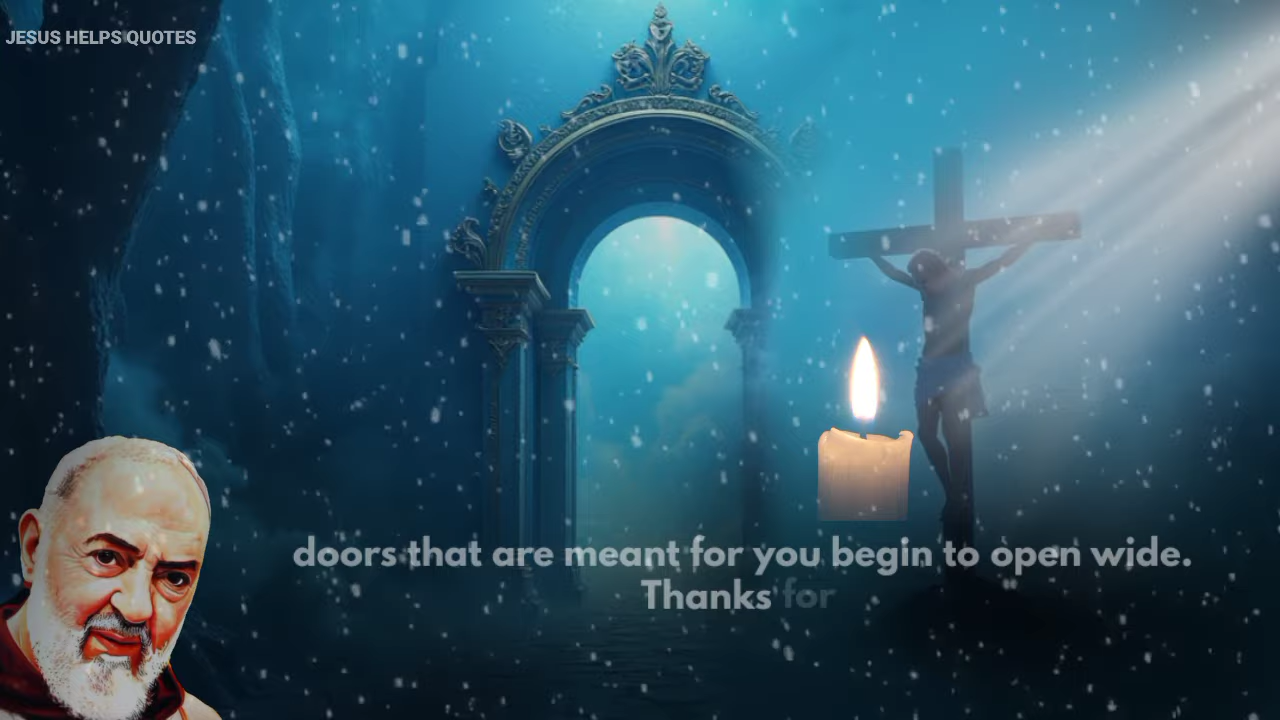 JESUS HELPS QUOTES
doors that are meant for you begin to open wide.
Thanks for